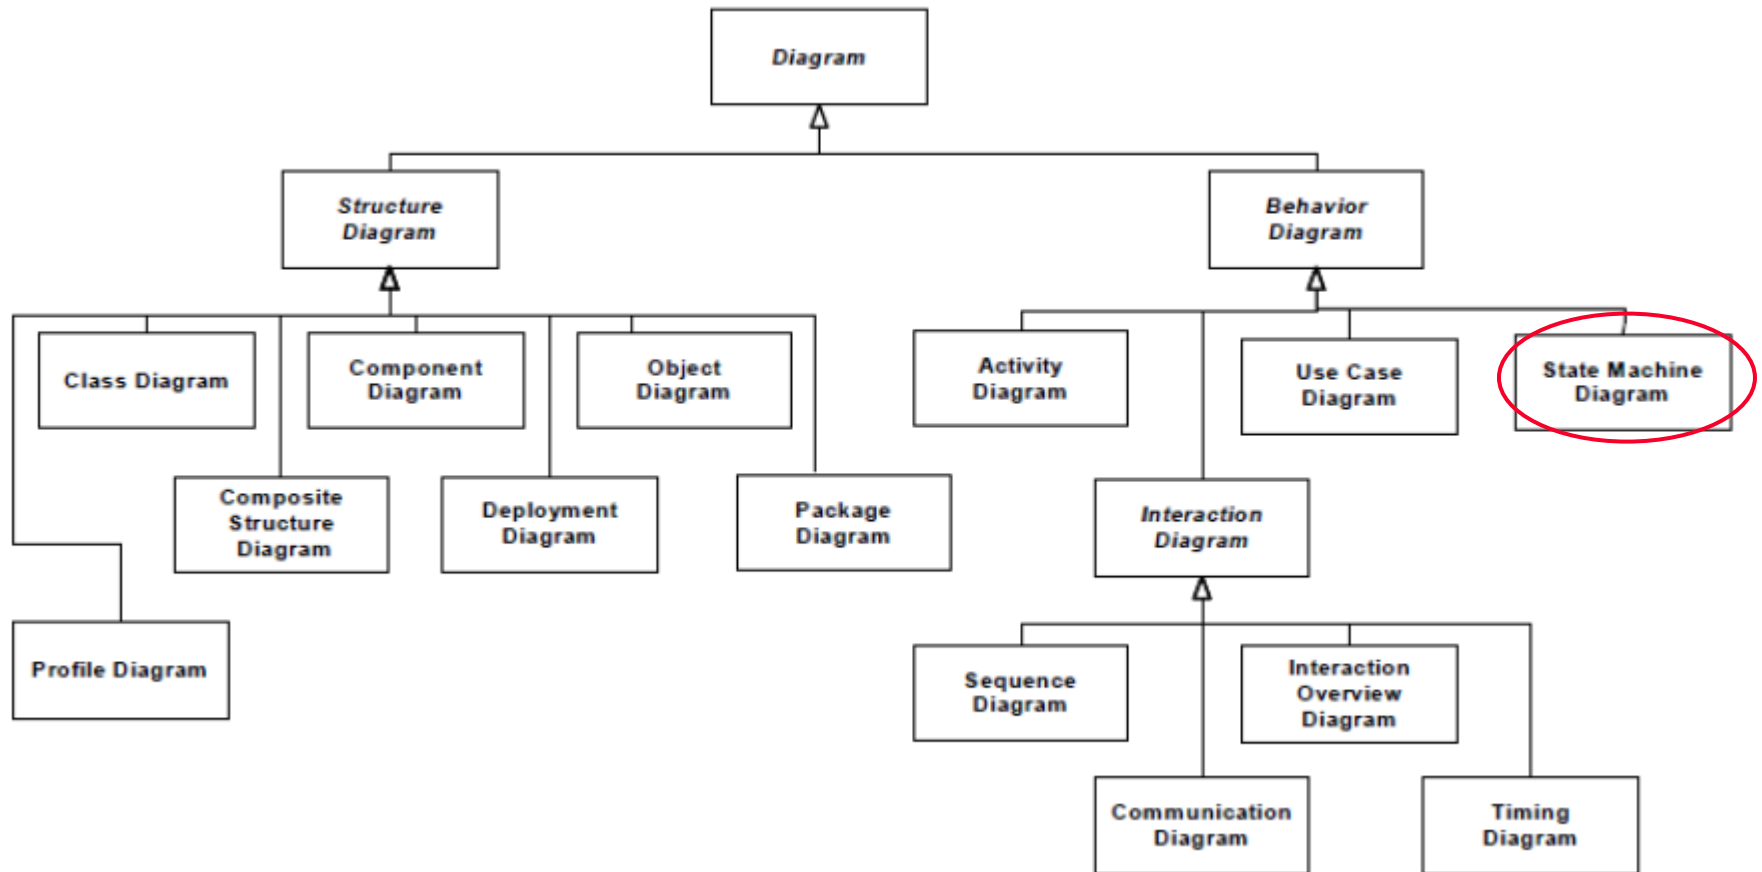 Diagram
Structure
Diagram
Behavior
Diagram
Class Diagram
Component
Diagram
Object
Diagram
Activity
Diagram
Use Case
Diagram
State Machine
Diagram
Composite
Structure
Diagram
Deployment
Diagram
Package
Diagram
Interaction
Diagram
Profile Diagram
Sequence
Diagram
Interaction
Overview
Diagram
Communication
Diagram
Timing
Diagram